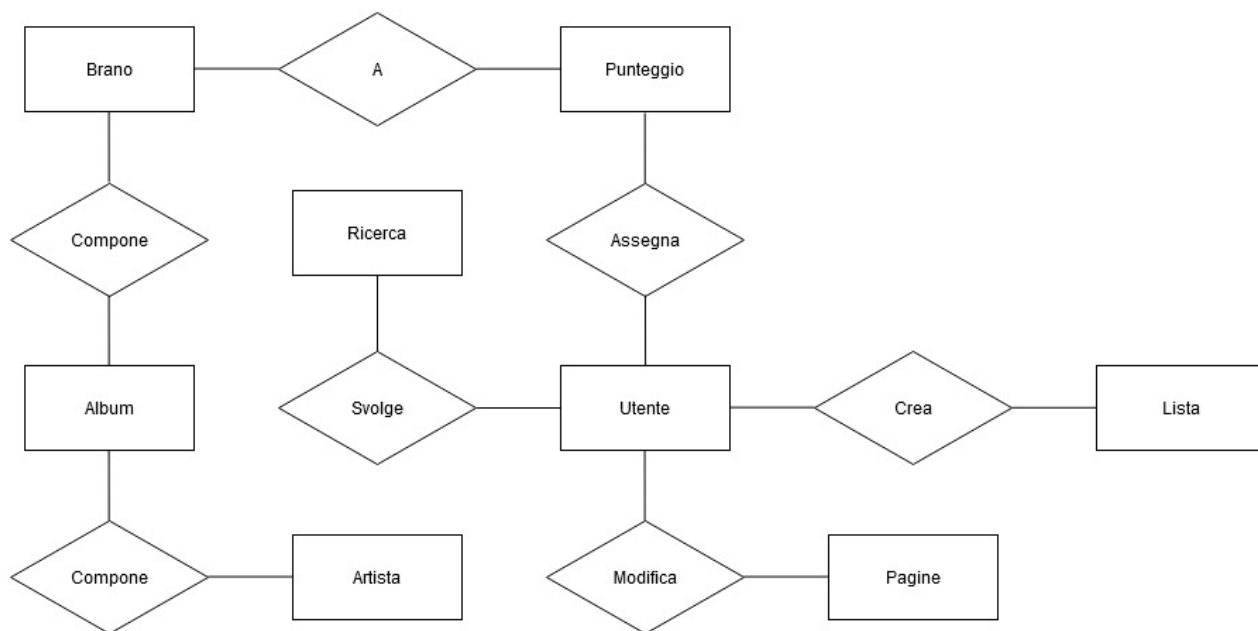 Brano
A
Punteggio
Compone
Ricerca
Assegna
Album
Svolge
Utente
Crea
Lista
Compone
Artista
Modifica
Pagine